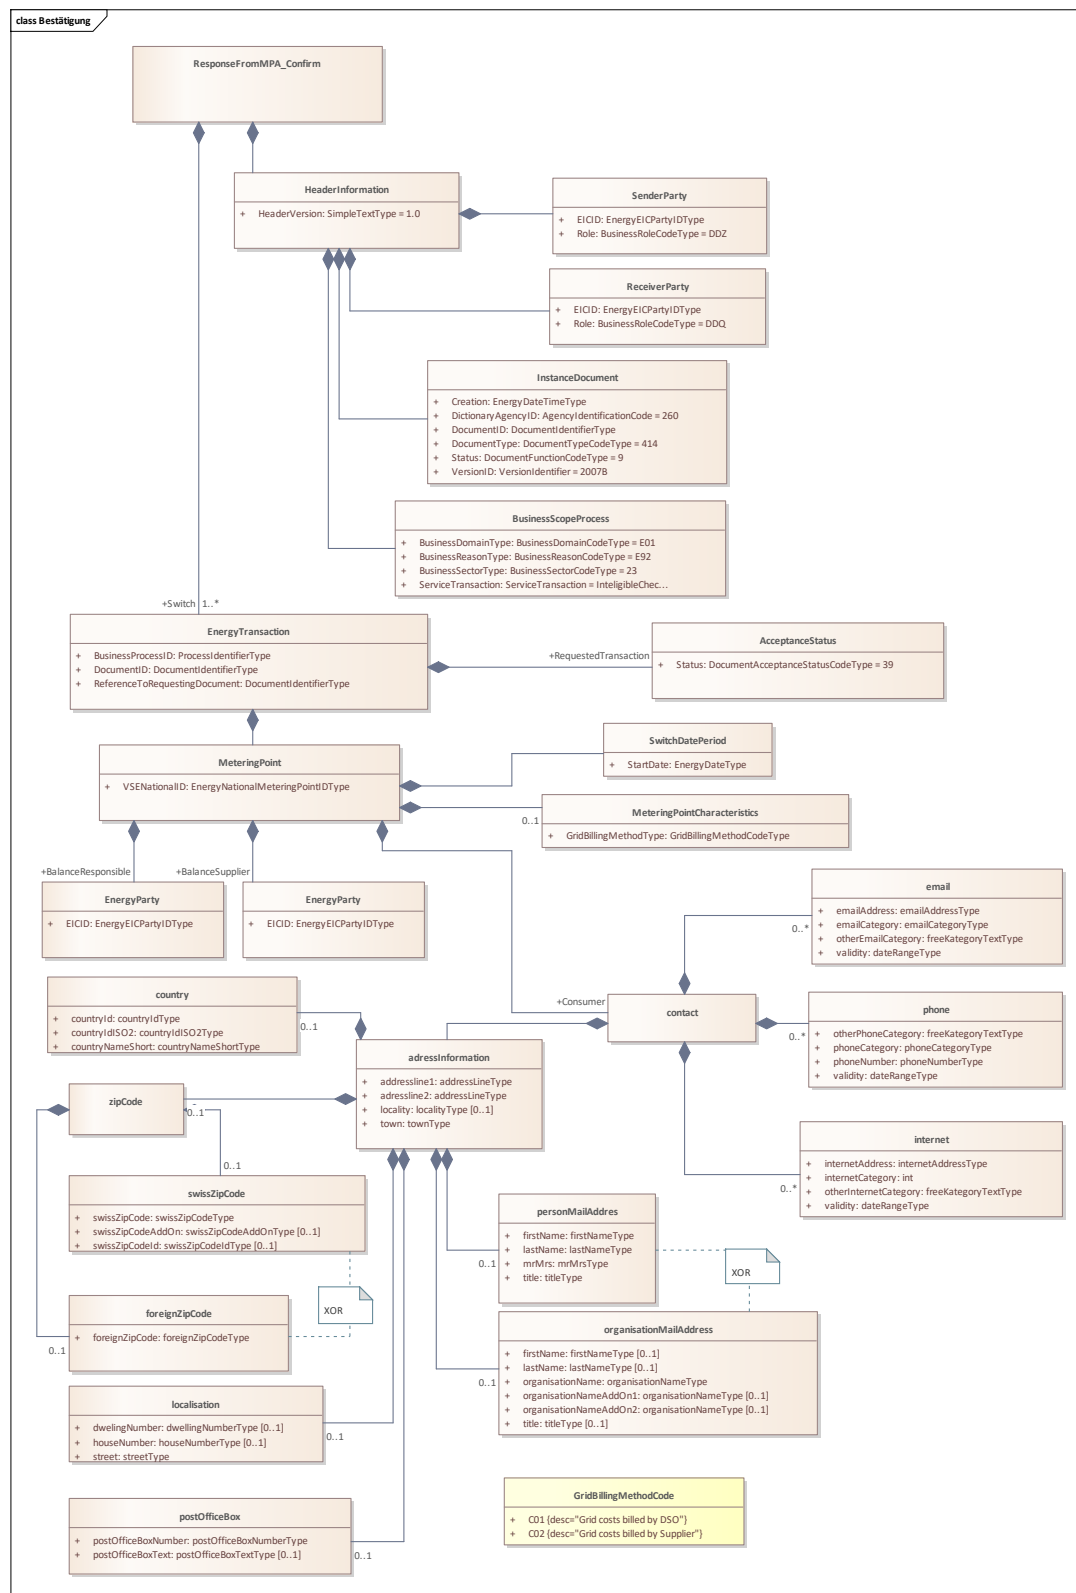 class Bestätigung
ResponseFromMPA_Confirm
HeaderInformation
+ HeaderVersion: SimpleTextType = 1.0
SenderParty
+ EICID: EnergyEICPartyIDType
+ Role: BusinessRoleCodeType = DDZ
ReceiverParty
+ EICID: EnergyEICPartyIDType
+ Role: BusinessRoleCodeType = DDQ
InstanceDocument
+ Creation: EnergyDateTimeType
+ DictionaryAgencyID: AgencyIdentificationCode = 260
+ DocumentID: DocumentIdentifierType
+ DocumentType: DocumentTypeCodeType = 414
+ Status: DocumentFunctionCodeType = 9
+ VersionID: VersionIdentifier = 2007B
BusinessScopeProcess
+ BusinessDomainType: BusinessDomainCodeType = E01
+ BusinessReasonType: BusinessReasonCodeType = E92
+ BusinessSectorType: BusinessSectorCodeType = 23
+ ServiceTransaction: ServiceTransaction = InteligibleChec...
+Switch 1..*
EnergyTransaction
+ BusinessProcessID: ProcessIdentifierType
+ DocumentID: DocumentIdentifierType
+ ReferenceToRequestingDocument: DocumentIdentifierType
+RequestedTransaction
AcceptanceStatus
+ Status: DocumentAcceptanceStatusCodeType = 39
MeteringPoint
+ VSENationalID: EnergyNationalMeteringPointIDType
SwitchDatePeriod
+ StartDate: EnergyDateType
0..1
MeteringPointCharacteristics
+ GridBillingMethodType: GridBillingMethodCodeType
+BalanceResponsible
+BalanceSupplier
EnergyParty
+ EICID: EnergyEICPartyIDType
EnergyParty
+ EICID: EnergyEICPartyIDType
email
+ emailAddress: emailAddressType
+ emailCategory: emailCategoryType
+ otherEmailCategory: freeKategoryTextType
+ validity: dateRangeType
0..*
country
+ countryId: countryIdType
+ countryIdISO2: countryIdISO2Type
+ countryNameShort: countryNameShortType
0..1
+Consumer
contact
phone
+ otherPhoneCategory: freeKategoryTextType
+ phoneCategory: phoneCategoryType
+ phoneNumber: phoneNumberType
+ validity: dateRangeType
0..*
adressInformation
+ addressline1: addressLineType
+ adressline2: addressLineType
+ locality: localityType [0..1]
+ town: townType
zipCode
0..1
0..1
internet
+ internetAddress: internetAddressType
+ internetCategory: int
+ otherInternetCategory: freeKategoryTextType
+ validity: dateRangeType
0..*
swissZipCode
+ swissZipCode: swissZipCodeType
+ swissZipCodeAddOn: swissZipCodeAddOnType [0..1]
+ swissZipCodeId: swissZipCodeIdType [0..1]
personMailAddres
+ firstName: firstNameType
+ lastName: lastNameType
+ mrMrs: mrMrsType
+ title: titleType
0..1
XOR
foreignZipCode
+ foreignZipCode: foreignZipCodeType
0..1
XOR
organisationMailAddress
+ firstName: firstNameType [0..1]
+ lastName: lastNameType [0..1]
+ organisationName: organisationNameType
+ organisationNameAddOn1: organisationNameType [0..1]
+ organisationNameAddOn2: organisationNameType [0..1]
+ title: titleType [0..1]
0..1
localisation
+ dwelingNumber: dwellingNumberType [0..1]
+ houseNumber: houseNumberType [0..1]
+ street: streetType
0..1
postOfficeBox
+ postOfficeBoxNumber: postOfficeBoxNumberType
+ postOfficeBoxText: postOfficeBoxTextType [0..1]
0..1
GridBillingMethodCode
+ C01 {desc="Grid costs billed by DSO"}
+ C02 {desc="Grid costs billed by Supplier"}